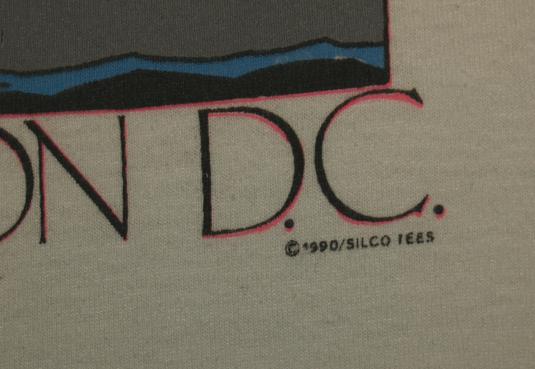 ON D.C.
©1990/SILCO TEES